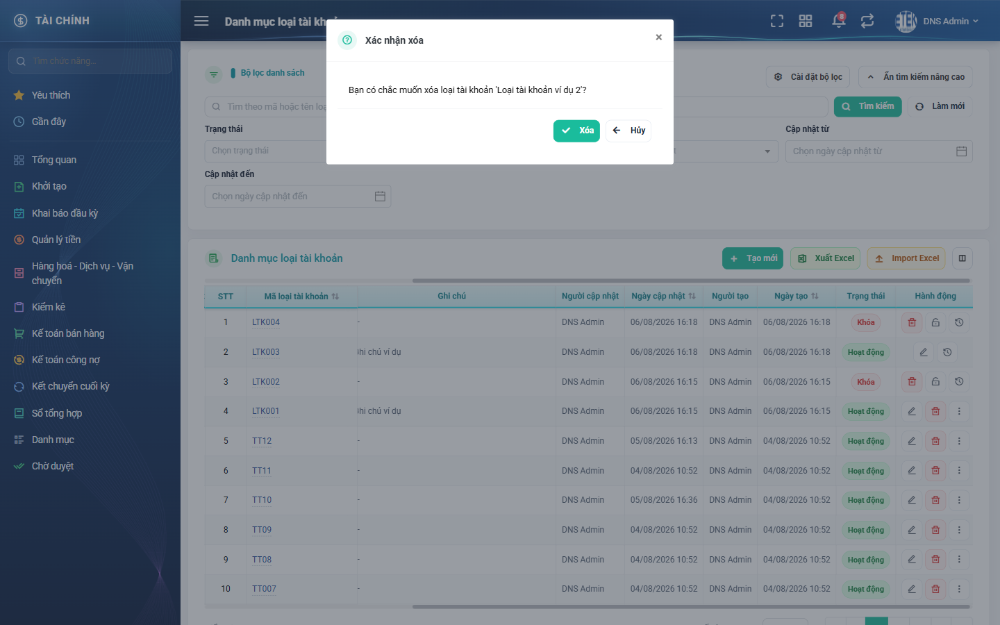 TÀI CHÍNH
Danh mục loại tài kh
8
DNS Admin
Tìm chức năng...
Yêu thích
Gần đây
Tổng quan
Khởi tạo
Khai báo đầu kỳ
Quản lý tiền
Hàng hoá - Dịch vụ - Vận
chuyển
Kiểm kê
Kế toán bán hàng
Kế toán công nợ
Kết chuyển cuối kỳ
Sổ tổng hợp
Danh mục
Chờ duyệt
Xác nhận xóa
×
Bạn có chắc muốn xóa loại tài khoản 'Loại tài khoản ví dụ 2'?
Xóa
Hủy
Bộ lọc danh sách
Cài đặt bộ lọc
Ẩn tìm kiếm nâng cao
Tìm theo mã hoặc tên loạ
Tìm kiếm
Làm mới
Trạng thái
Cập nhật từ
Chọn trạng thái
Chọn ngày cập nhật từ
Cập nhật đến
Chọn ngày cập nhật đến
Danh mục loại tài khoản
Tạo mới
Xuất Excel
Import Excel
STT Mã loại tài khoản Ghi chú Người cập nhật Ngày cập nhật Người tạo Ngày tạo Trạng thái Hành động
1 LTK004 - DNS Admin 06/08/2026 16:18 DNS Admin 06/08/2026 16:18 Khóa
2 LTK003 Ghi chú ví dụ DNS Admin 06/08/2026 16:18 DNS Admin 06/08/2026 16:18 Hoạt động
3 LTK002 - DNS Admin 06/08/2026 16:15 DNS Admin 06/08/2026 16:15 Khóa
4 LTK001 Ghi chú ví dụ DNS Admin 06/08/2026 16:15 DNS Admin 06/08/2026 16:15 Hoạt động
5 TT12 - DNS Admin 05/08/2026 16:13 DNS Admin 04/08/2026 10:52 Hoạt động
6 TT11 - DNS Admin 04/08/2026 10:52 DNS Admin 04/08/2026 10:52 Hoạt động
7 TT10 - DNS Admin 05/08/2026 16:36 DNS Admin 04/08/2026 10:52 Hoạt động
8 TT09 - DNS Admin 04/08/2026 10:52 DNS Admin 04/08/2026 10:52 Hoạt động
9 TT08 - DNS Admin 04/08/2026 10:52 DNS Admin 04/08/2026 10:52 Hoạt động
10 TT007 - DNS Admin 04/08/2026 10:52 DNS Admin 04/08/2026 10:52 Hoạt động